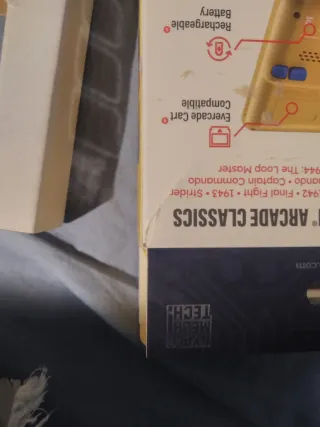 HYPER
MEGA
TECH!
.com
ARCADE CLASSICS
1942 • Final Fight • 1943 • Strider
Captain Commando
1944: The Loop Master
Evercade Cart
Compatible
Rechargeable
Battery